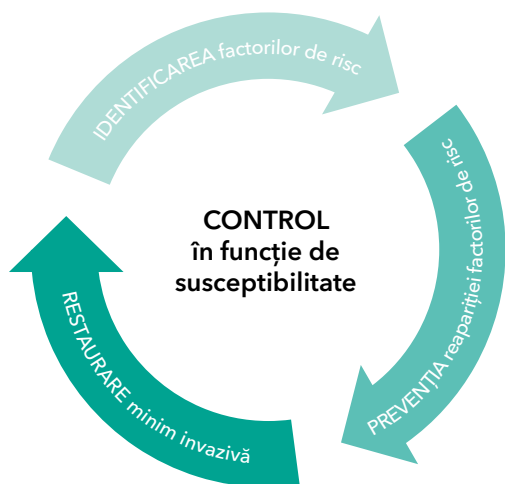 IDENTIFICAREA factorilor de risc
PREVENȚIA reapariției factorilor de risc
RESTAURARE minim invazivă
CONTROL
în funcție de
susceptibilitate